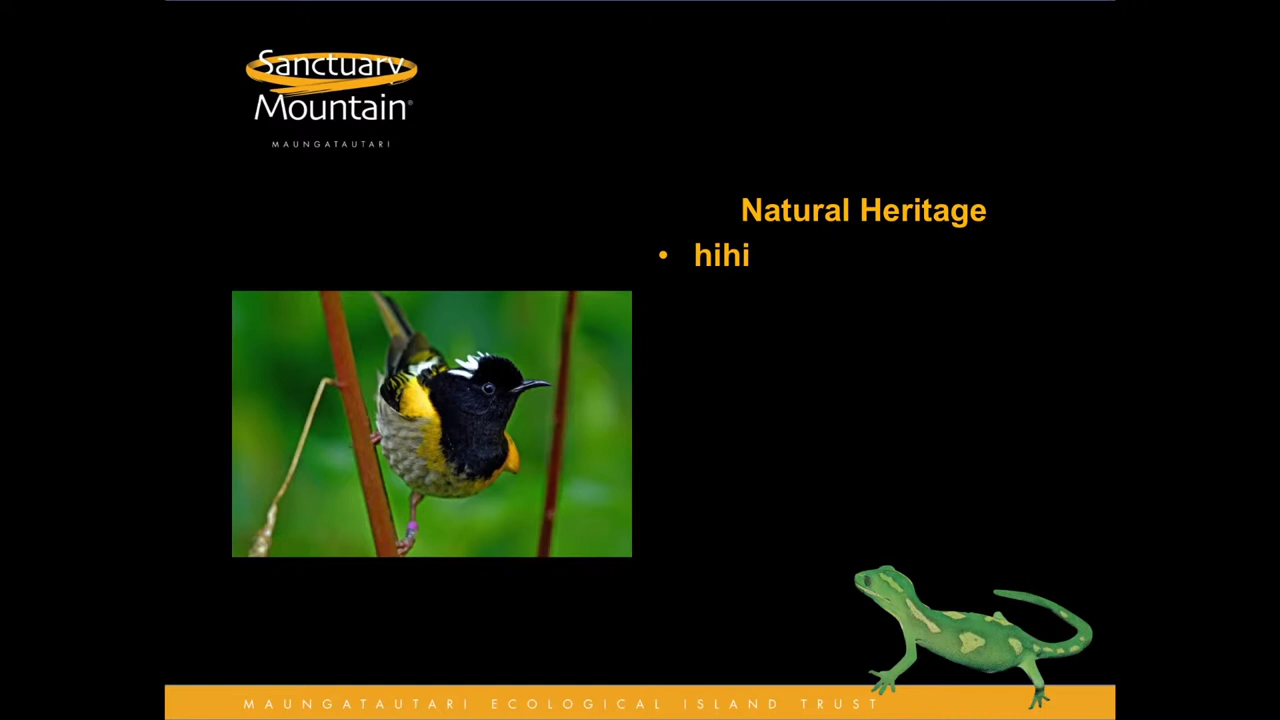 Sanctuary
Mountain®
MAUNGATAUTARI
Natural Heritage
• hihi
MAUNGATAUTARI ECOLOGICAL ISLAND TRUST